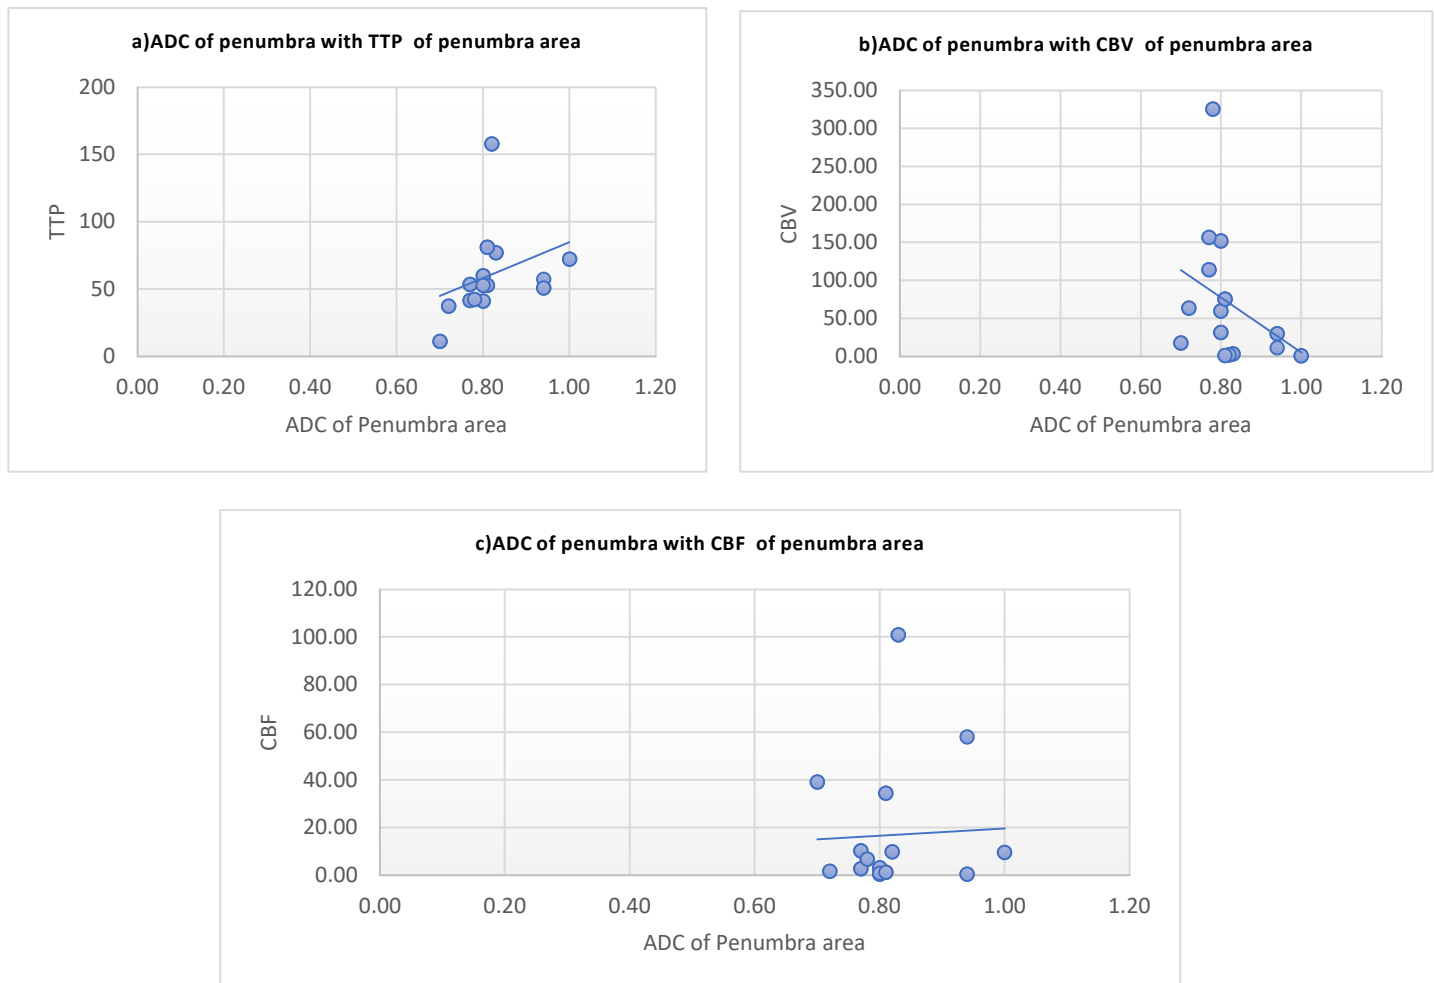 a)ADC of penumbra with TTP  of penumbra area
200
150
100
50
0
TTP
0.00 0.20 0.40 0.60 0.80 1.00 1.20
ADC of Penumbra area
b)ADC of penumbra with CBV  of penumbra area
350.00
300.00
250.00
200.00
150.00
100.00
50.00
0.00
CBV
0.00 0.20 0.40 0.60 0.80 1.00 1.20
ADC of Penumbra area
c)ADC of penumbra with CBF  of penumbra area
120.00
100.00
80.00
60.00
40.00
20.00
0.00
CBF
0.00 0.20 0.40 0.60 0.80 1.00 1.20
ADC of Penumbra area